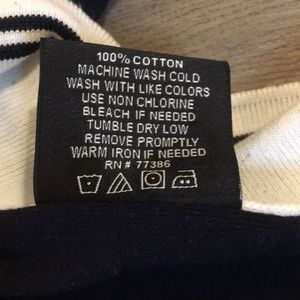 100% COTTON
MACHINE WASH COLD
WASH WITH LIKE COLORS
USE NON CHLORINE
BLEACH IF NEEDED
TUMBLE DRY LOW
REMOVE PROMPTLY
WARM IRON IF NEEDED
RN # 77386